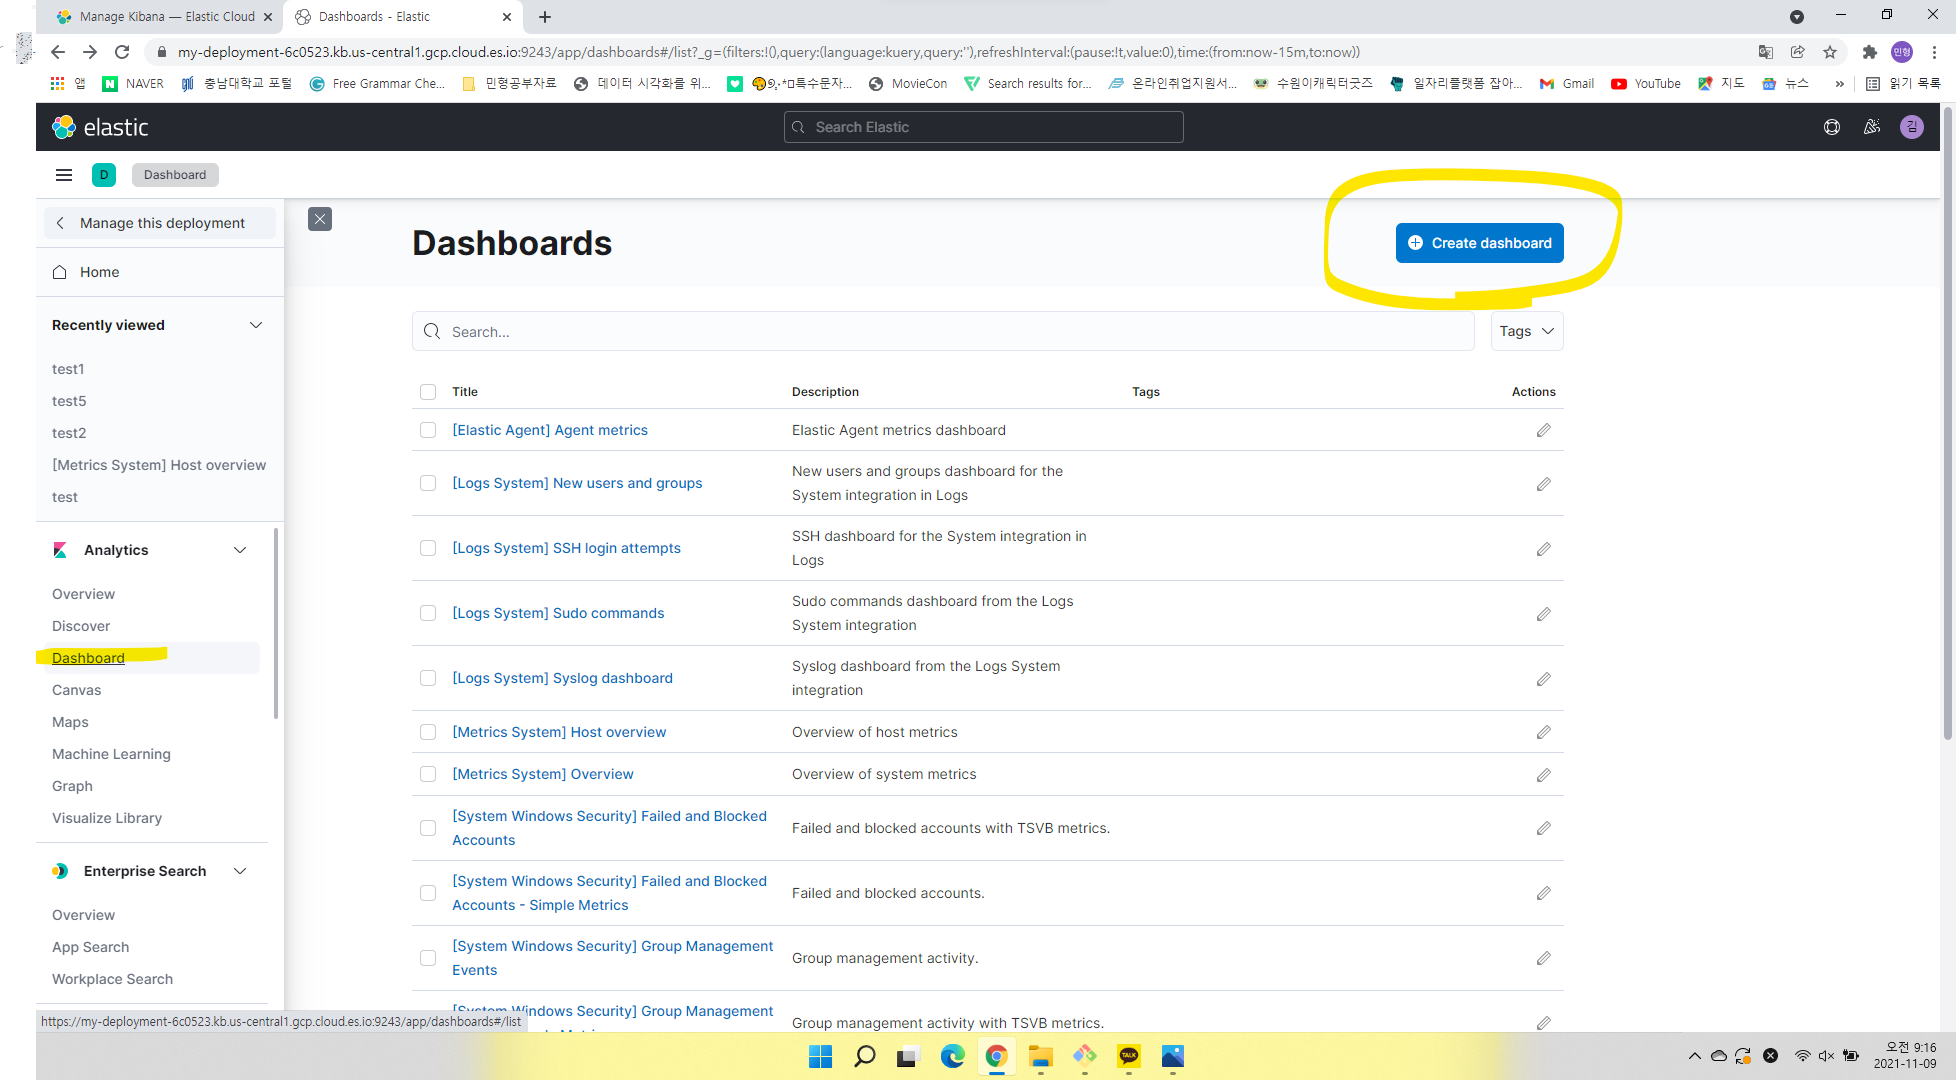 Manage Kibana — Elastic Cloud
Dashboards - Elastic
my-deployment-6c0523.kb.us-central1.gcp.cloud.es.io:9243/app/dashboards#/list?_g=(filters:!(),query:(language:kuery,query:''),refreshInterval:(pause:!t,value:0),time:(from:now-15m,to:now))
민형
앱
N NAVER
충남대학교 포털
Free Grammar Che...
민형공부자료
데이터 시각화를 위...
MovieCon
Search results for...
온라인취업지원서...
수원이캐릭터굿즈
일자리플랫폼 잡아...
Gmail
YouTube
지도
뉴스
»
읽기 목록
elastic
Search Elastic
김
D
Dashboard
Manage this deployment
Home
Recently viewed
test1
test5
test2
[Metrics System] Host overview
test
Analytics
Overview
Discover
Dashboard
Canvas
Maps
Machine Learning
Graph
Visualize Library
Enterprise Search
Overview
App Search
Workplace Search
Dashboards
Create dashboard
Search...
Tags
Title Description Tags Actions
[Elastic Agent] Agent metrics
Elastic Agent metrics dashboard
[Logs System] New users and groups
New users and groups dashboard for the
System integration in Logs
[Logs System] SSH login attempts
SSH dashboard for the System integration in
Logs
[Logs System] Sudo commands
Sudo commands dashboard from the Logs
System integration
[Logs System] Syslog dashboard
Syslog dashboard from the Logs System
integration
[Metrics System] Host overview
Overview of host metrics
[Metrics System] Overview
Overview of system metrics
[System Windows Security] Failed and Blocked
Accounts
Failed and blocked accounts with TSVB metrics.
[System Windows Security] Failed and Blocked
Accounts - Simple Metrics
Failed and blocked accounts.
[System Windows Security] Group Management
Events
Group management activity.
[System Windows Security] Group Management
Group management activity with TSVB metrics.
https://my-deployment-6c0523.kb.us-central1.gcp.cloud.es.io:9243/app/dashboards#/list
TALK
오전 9:16
2021-11-09